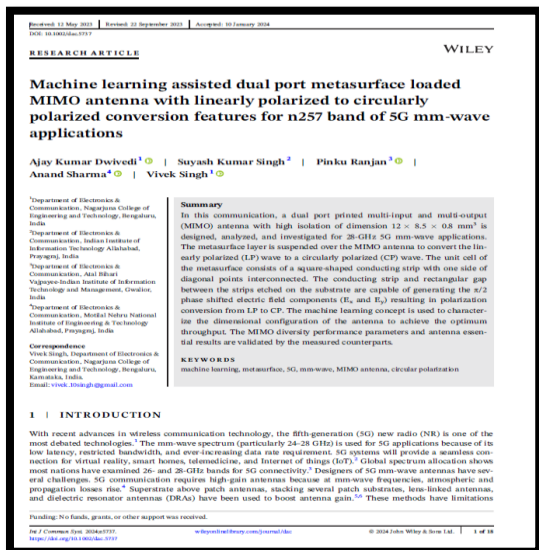 Received: 12 May 2023 | Revised: 22 September 2023 | Accepted: 10 January 2024
DOI: 10.1002/dac.5737
RESEARCH ARTICLE
WILEY
Machine learning assisted dual port metasurface loaded
MIMO antenna with linearly polarized to circularly
polarized conversion features for n257 band of 5G mm-wave
applications
Ajay Kumar Dwivedi1 | Suyash Kumar Singh2 | Pinku Ranjan3 |
Anand Sharma4 | Vivek Singh1
1Department of Electronics &
Communication, Nagarjuna College of
Engineering and Technology, Bengaluru,
India
2Department of Electronics &
Communication, Indian Institute of
Information Technology Allahabad,
Prayagraj, India
3Department of Electronics &
Communication, Atal Bihari
Vajpayee-Indian Institute of Information
Technology and Management, Gwalior,
India
4Department of Electronics &
Communication, Motilal Nehru National
Institute of Engineering & Technology
Allahabad, Prayagraj, India
Correspondence
Vivek Singh, Department of Electronics &
Communication, Nagarjuna College of
Engineering and Technology, Bengaluru,
Karnataka, India.
Email: vivek.10singh@gmail.com
Summary
In this communication, a dual port printed multi-input and multi-output
(MIMO) antenna with high isolation of dimension 12 × 8.5 × 0.8 mm3 is
designed, analyzed, and investigated for 28-GHz 5G mm-wave applications.
The metasurface layer is suspended over the MIMO antenna to convert the lin-
early polarized (LP) wave to a circularly polarized (CP) wave. The unit cell of
the metasurface consists of a square-shaped conducting strip with one side of
diagonal points interconnected. The conducting strip and rectangular gap
between the strips etched on the substrate are capable of generating the π/2
phase shifted electric field components (Ex and Ey) resulting in polarization
conversion from LP to CP. The machine learning concept is used to character-
ize the dimensional configuration of the antenna to achieve the optimum
throughput. The MIMO diversity performance parameters and antenna essen-
tial results are validated by the measured counterparts.
KEYWORDS
machine learning, metasurface, 5G, mm-wave, MIMO antenna, circular polarization
1 | INTRODUCTION
With recent advances in wireless communication technology, the fifth-generation (5G) new radio (NR) is one of the
most debated technologies.1 The mm-wave spectrum (particularly 24–28 GHz) is used for 5G applications because of its
low latency, restricted bandwidth, and ever-increasing data rate requirement. 5G systems will provide a seamless con-
nection for virtual reality, smart homes, telemedicine, and Internet of things (IoT).2 Global spectrum allocation shows
most nations have examined 26- and 28-GHz bands for 5G connectivity.3 Designers of 5G mm-wave antennas have sev-
eral challenges. 5G communication requires high-gain antennas because at mm-wave frequencies, atmospheric and
propagation losses rise.4 Superstrate above patch antennas, stacking several patch substrates, lens-linked antennas,
and dielectric resonator antennas (DRAs) have been used to boost antenna gain.5,6 These methods have limitations
Funding: No funds, grants, or other support was received.
Int J Commun Syst. 2024;e5737.
https://doi.org/10.1002/dac.5737
wileyonlinelibrary.com/journal/dac
© 2024 John Wiley & Sons Ltd. | 1 of 18